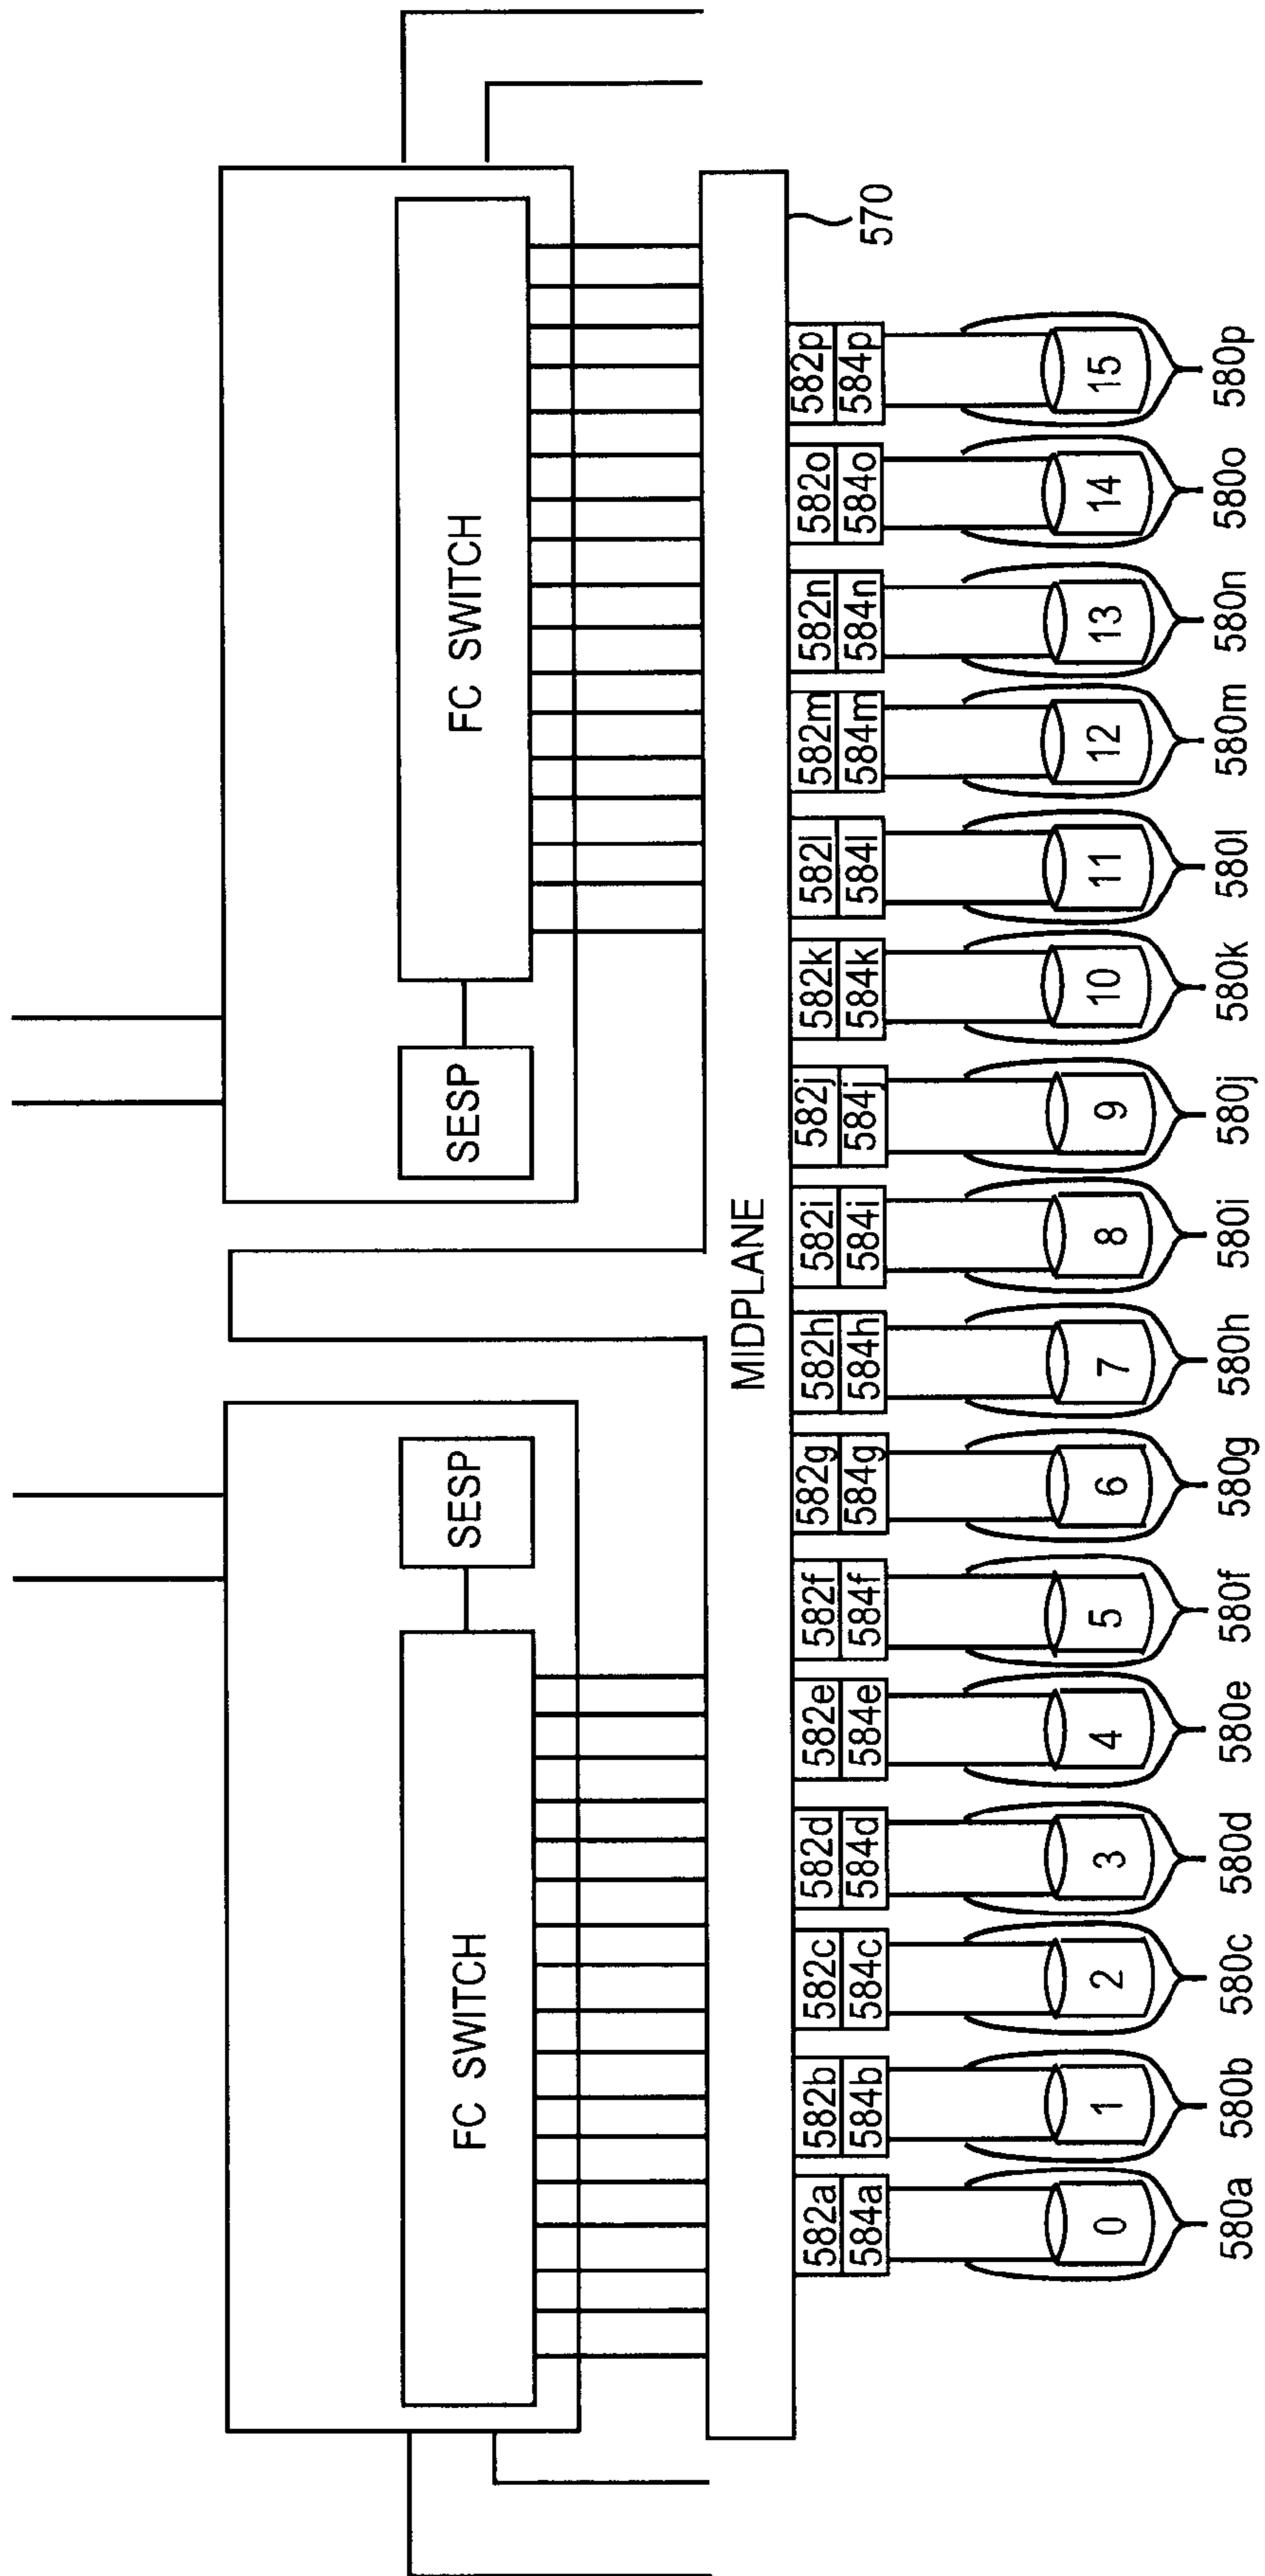 FC SWITCH
SESP
SESP
FC SWITCH
MIDPLANE
570
582a 582b 582c 582d 582e 582f 582g 582h 582i 582j 582k 582l 582m 582n 582o 582p
584a 584b 584c 584d 584e 584f 584g 584h 584i 584j 584k 584l 584m 584n 584o 584p
0 1 2 3 4 5 6 7 8 9 10 11 12 13 14 15
580a 580b 580c 580d 580e 580f 580g 580h 580i 580j 580k 580l 580m 580n 580o 580p